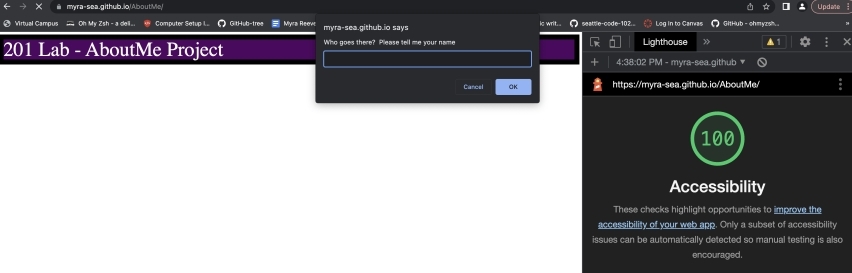 myra-sea.github.io/AboutMe/
Update
Virtual Campus
Oh My Zsh - a deli...
Computer Setup I...
GitHub-tree
Myra Reeve
ic writ...
seattle-code-102...
Log In to Canvas
GitHub - ohmyzsh...
201 Lab - AboutMe Project
myra-sea.github.io says
Who goes there? Please tell me your name
Cancel
OK
Lighthouse
1
4:38:02 PM - myra-sea.github
https://myra-sea.github.io/AboutMe/
100
Accessibility
These checks highlight opportunities to improve the
accessibility of your web app. Only a subset of accessibility
issues can be automatically detected so manual testing is also
encouraged.